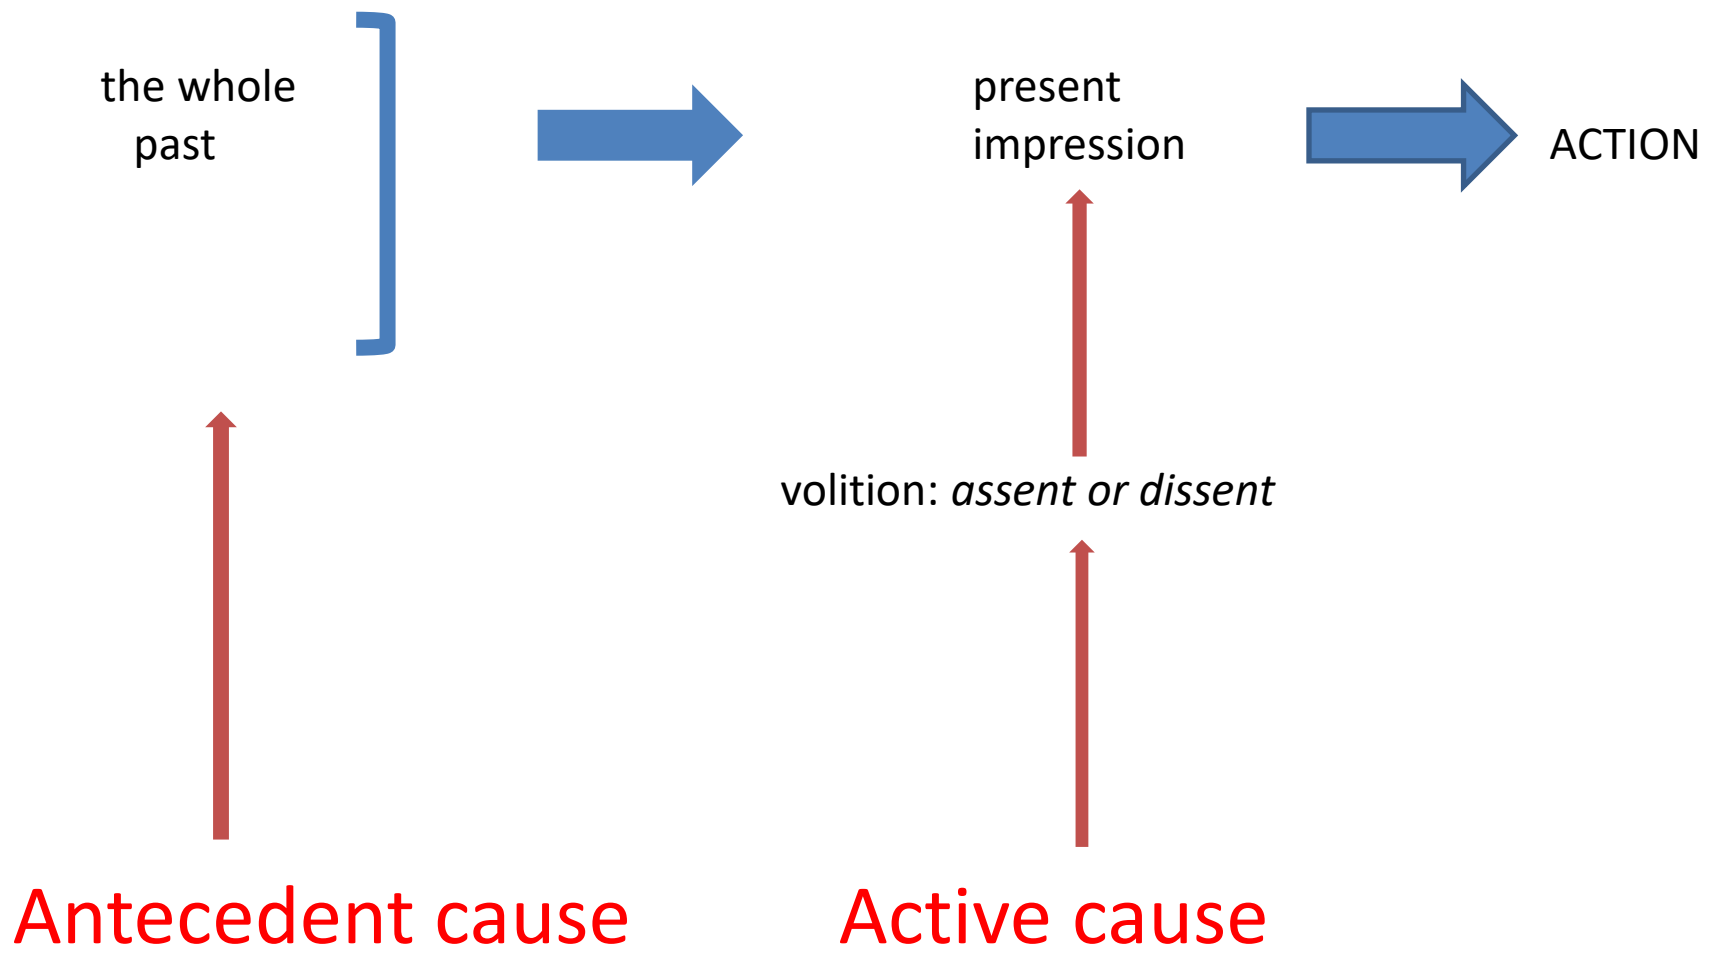 the whole
past
present
impression
ACTION
volition: assent or dissent
Antecedent cause
Active cause